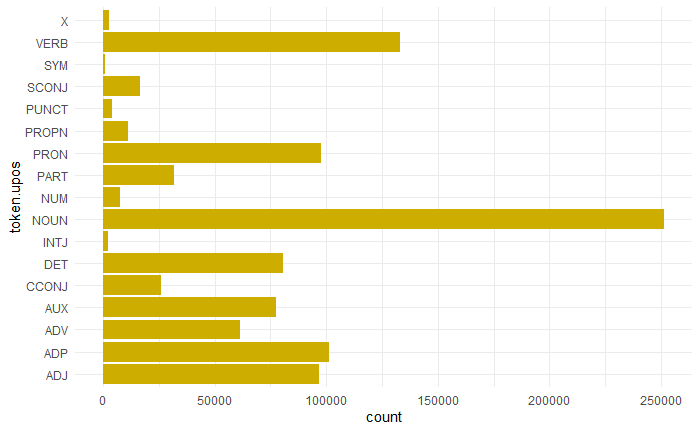 X
VERB
SYM
SCONJ
PUNCT
PROPN
PRON
PART
NUM
NOUN
INTJ
DET
CCONJ
AUX
ADV
ADP
ADJ
token.upos
0 50000 100000 150000 200000 250000
count